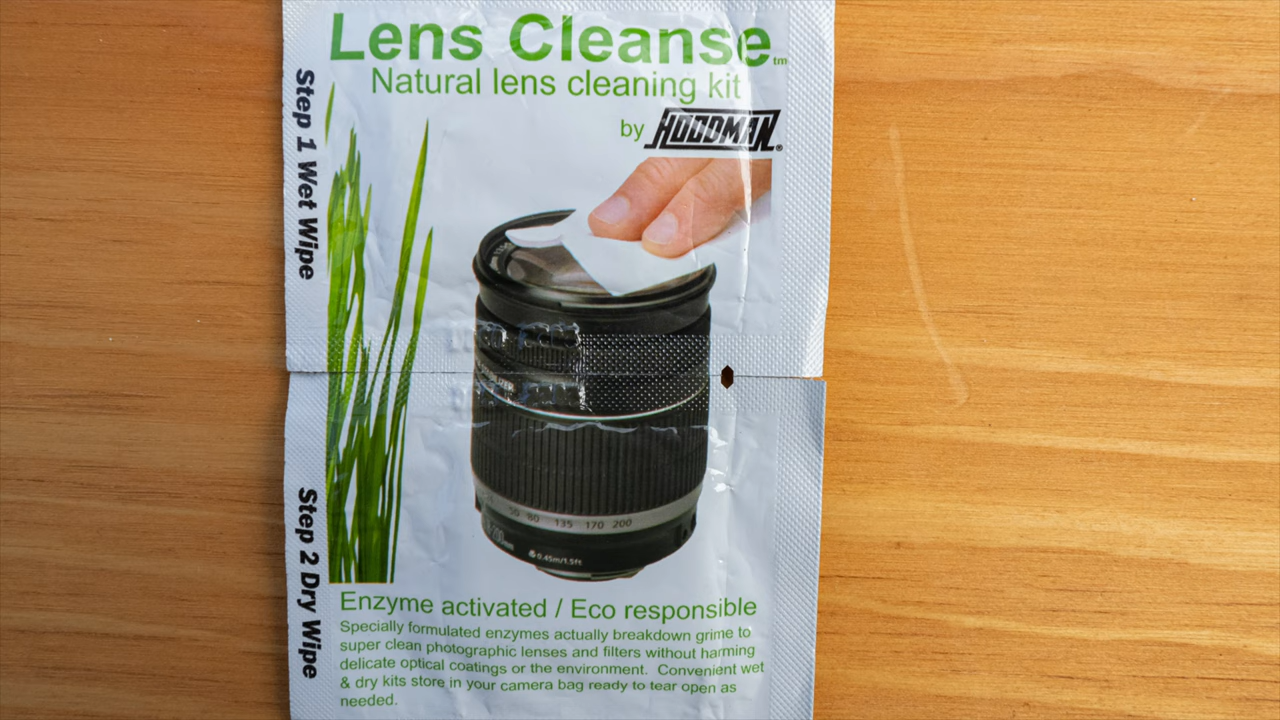 Lens Cleanse™
Natural lens cleaning kit
by HOODMAN®
Step 1 Wet Wipe
50 80 135 170 200
0.45m/1.5ft
Step 2 Dry Wipe
Enzyme activated / Eco responsible
Specially formulated enzymes actually breakdown grime to
super clean photographic lenses and filters without harming
delicate optical coatings or the environment. Convenient wet
& dry kits store in your camera bag ready to tear open as
needed.